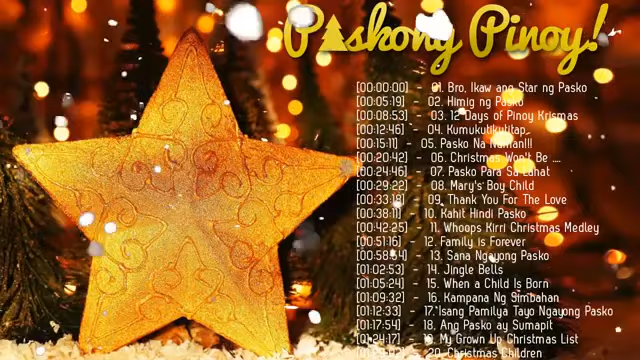 Paskong Pinoy!
[00:00:00] - 01. Bro, Ikaw ang Star ng Pasko
[00:05:19] - 02. Himig ng Pasko
[00:08:53] - 03. 12 Days of Pinoy Krismas
[00:12:46] - 04. Kumukutikutitap
[00:15:11] - 05. Pasko Na Naman!!!
[00:20:42] - 06. Christmas Won't Be ....
[00:24:46] - 07. Pasko Para Sa Lahat
[00:29:22] - 08. Mary's Boy Child
[00:33:18] - 09. Thank You For The Love
[00:38:11] - 10. Kahit Hindi Pasko
[00:42:25] - 11. Whoops Kirri Christmas Medley
[00:51:16] - 12. Family is Forever
[00:58:54] - 13. Sana Ngayong Pasko
[01:02:53] - 14. Jingle Bells
[01:05:24] - 15. When a Child Is Born
[01:09:32] - 16. Kampana Ng Simbahan
[01:12:33] - 17. Isang Pamilya Tayo Ngayong Pasko
[01:17:54] - 18. Ang Pasko ay Sumapit
[01:24:17] - 19. My Grown Up Christmas List
- 20. Christmas Children